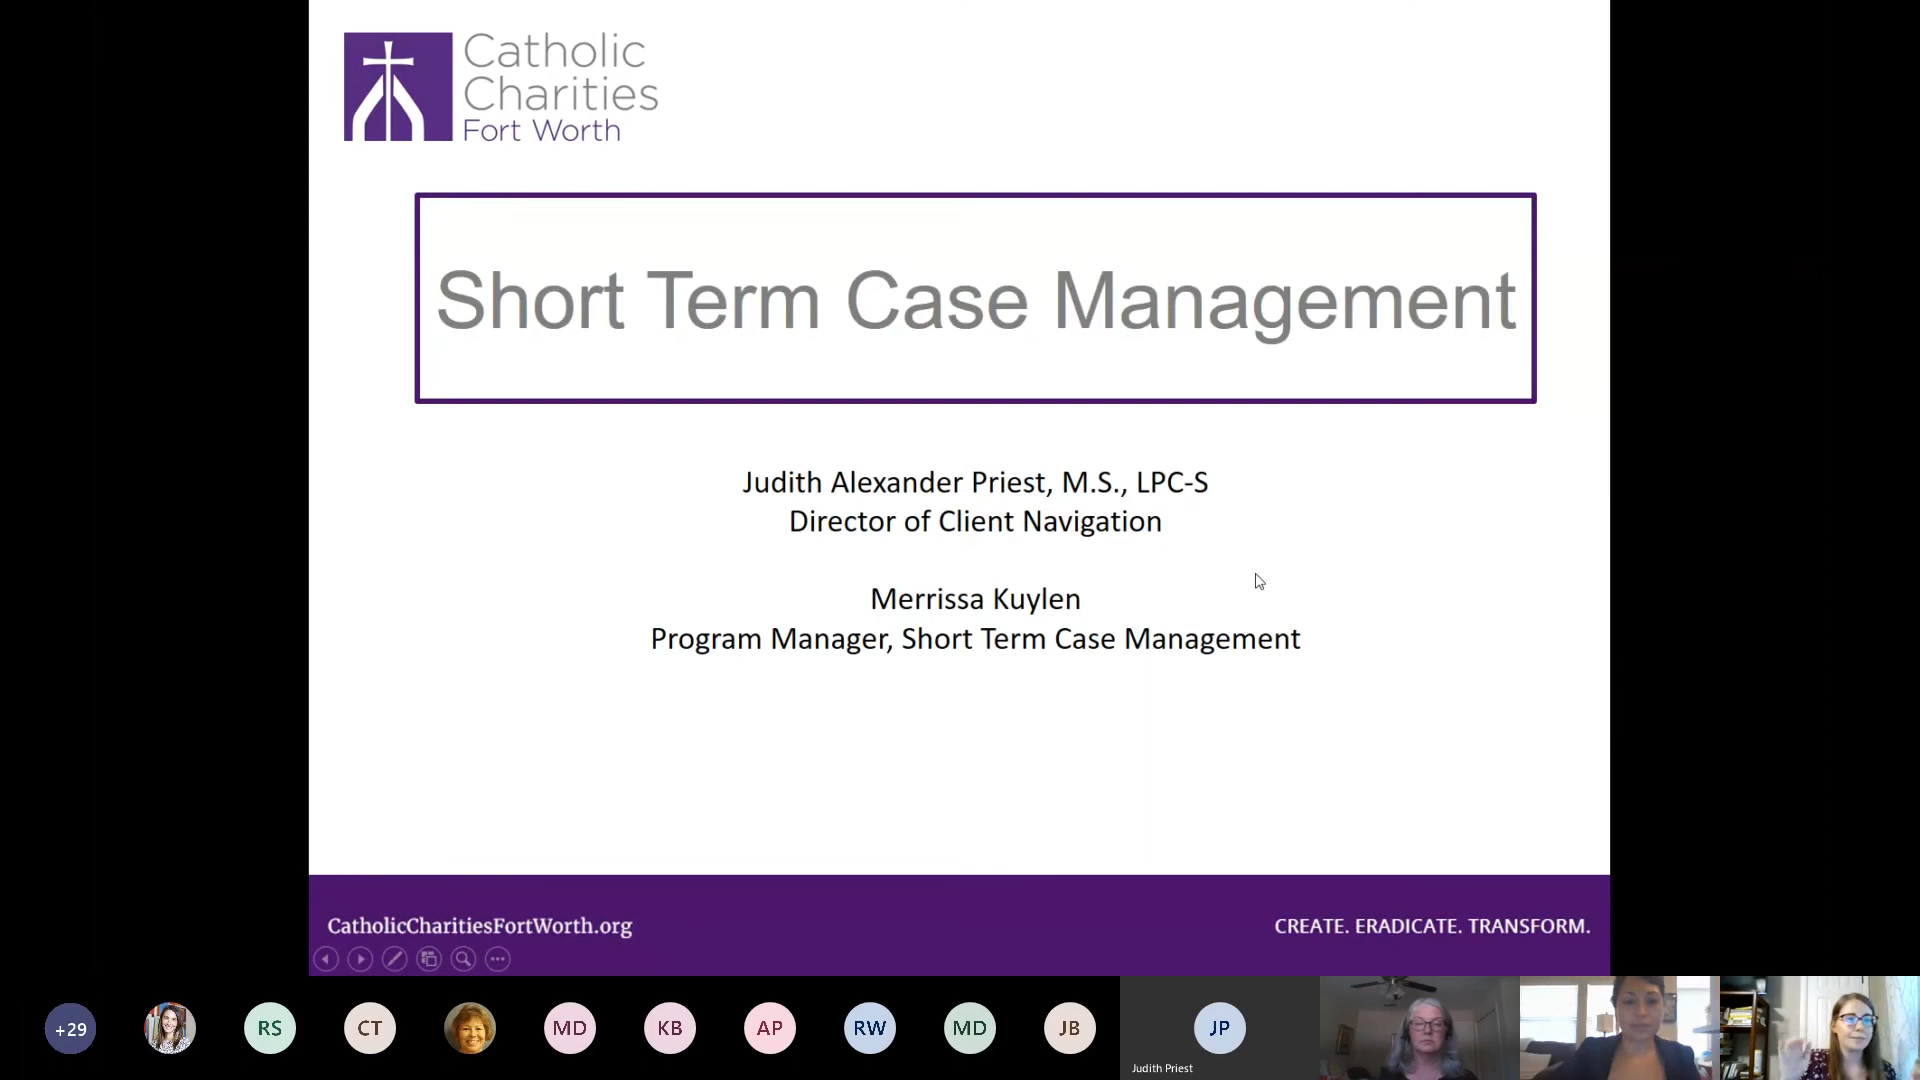 Catholic
Charities
Fort Worth
Short Term Case Management
Judith Alexander Priest, M.S., LPC-S
Director of Client Navigation
Merrissa Kuylen
Program Manager, Short Term Case Management
CatholicCharitiesFortWorth.org
CREATE. ERADICATE. TRANSFORM.
+29
RS
CT
MD
KB
AP
RW
MD
JB
JP
Judith Priest